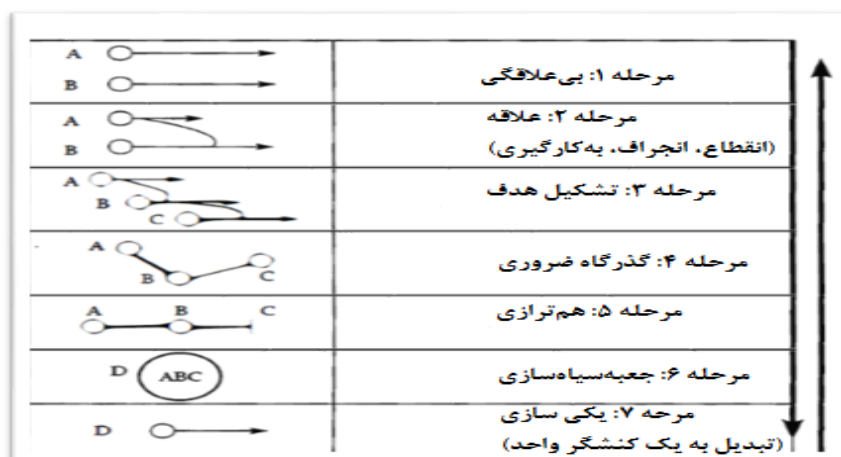 A
B
مرحله ۱: بی‌علاقگی
A
B
مرحله ۲: علاقه
(انقطاع، انجراف، به‌کارگیری)
A
B
C
مرحله ۳: تشکیل هدف
A
B
C
مرحله ۴: گذرگاه ضروری
A B C
مرحله ۵: هم‌ترازی
D ABC
مرحله ۶: جعبه‌سیاه‌سازی
D
مرحه ۷: یکی سازی
(تبدیل به یک کنشگر واحد)